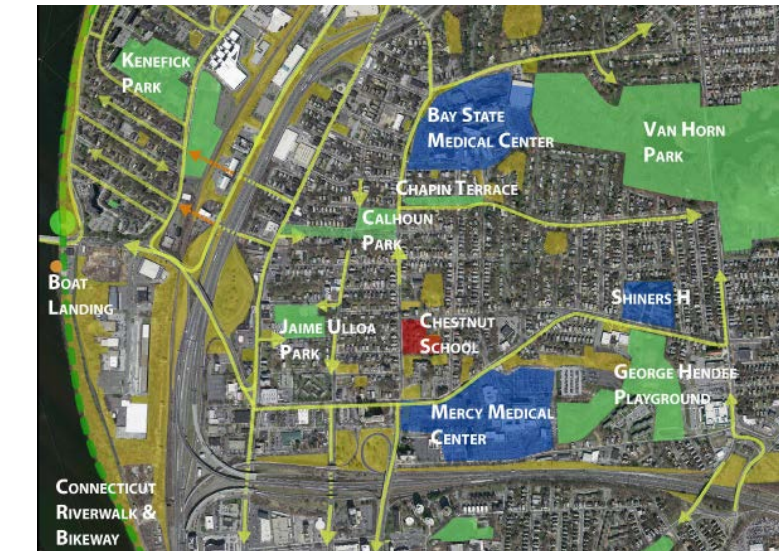 Kenefick
Park
Bay State
Medical Center
Van Horn
Park
Chapin Terrace
Calhoun
Park
Boat
Landing
Shiners H
Jaime Ulloa
Park
Chestnut
School
George Hendee
Playground
Mercy Medical
Center
Connecticut
Riverwalk &
Bikeway